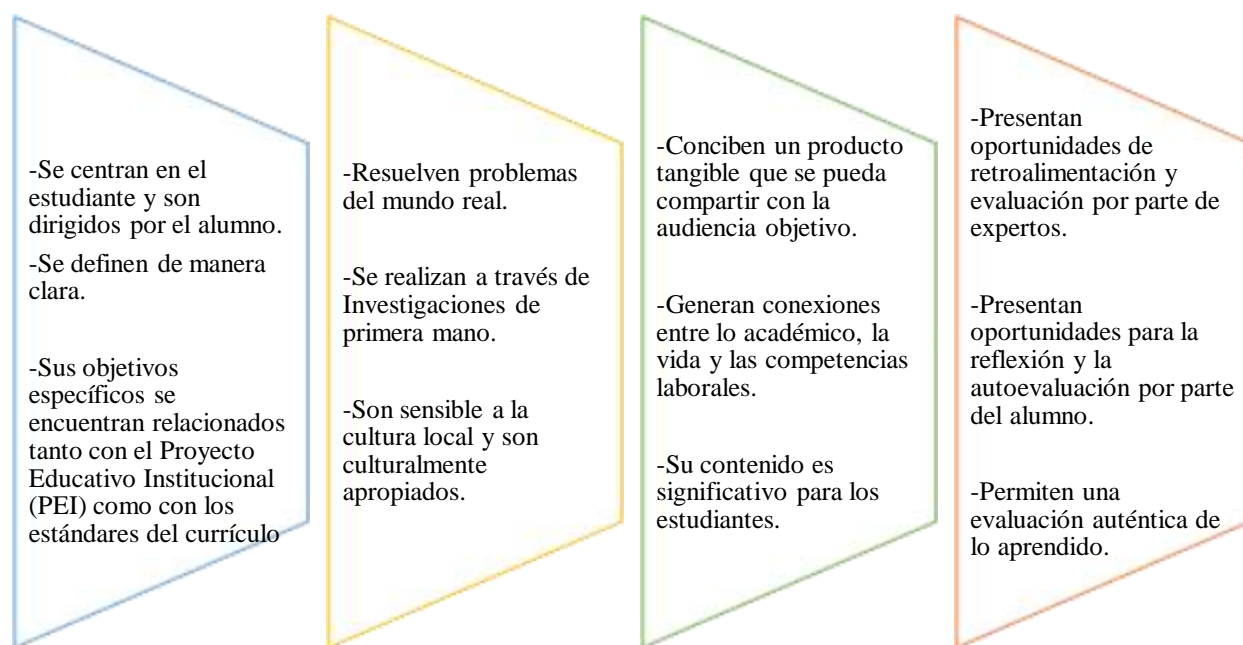 -Se centran en el
estudiante y son
dirigidos por el alumno.
-Se definen de manera
clara.
-Sus objetivos
específicos se
encuentran relacionados
tanto con el Proyecto
Educativo Institucional
(PEI) como con los
estándares del currículo
-Resuelven problemas
del mundo real.
-Se realizan a través de
Investigaciones de
primera mano.
-Son sensible a la
cultura local y son
culturalmente
apropiados.
-Conciben un producto
tangible que se pueda
compartir con la
audiencia objetivo.
-Generan conexiones
entre lo académico, la
vida y las competencias
laborales.
-Su contenido es
significativo para los
estudiantes.
-Presentan
oportunidades de
retroalimentación y
evaluación por parte de
expertos.
-Presentan
oportunidades para la
reflexión y la
autoevaluación por parte
del alumno.
-Permiten una
evaluación auténtica de
lo aprendido.